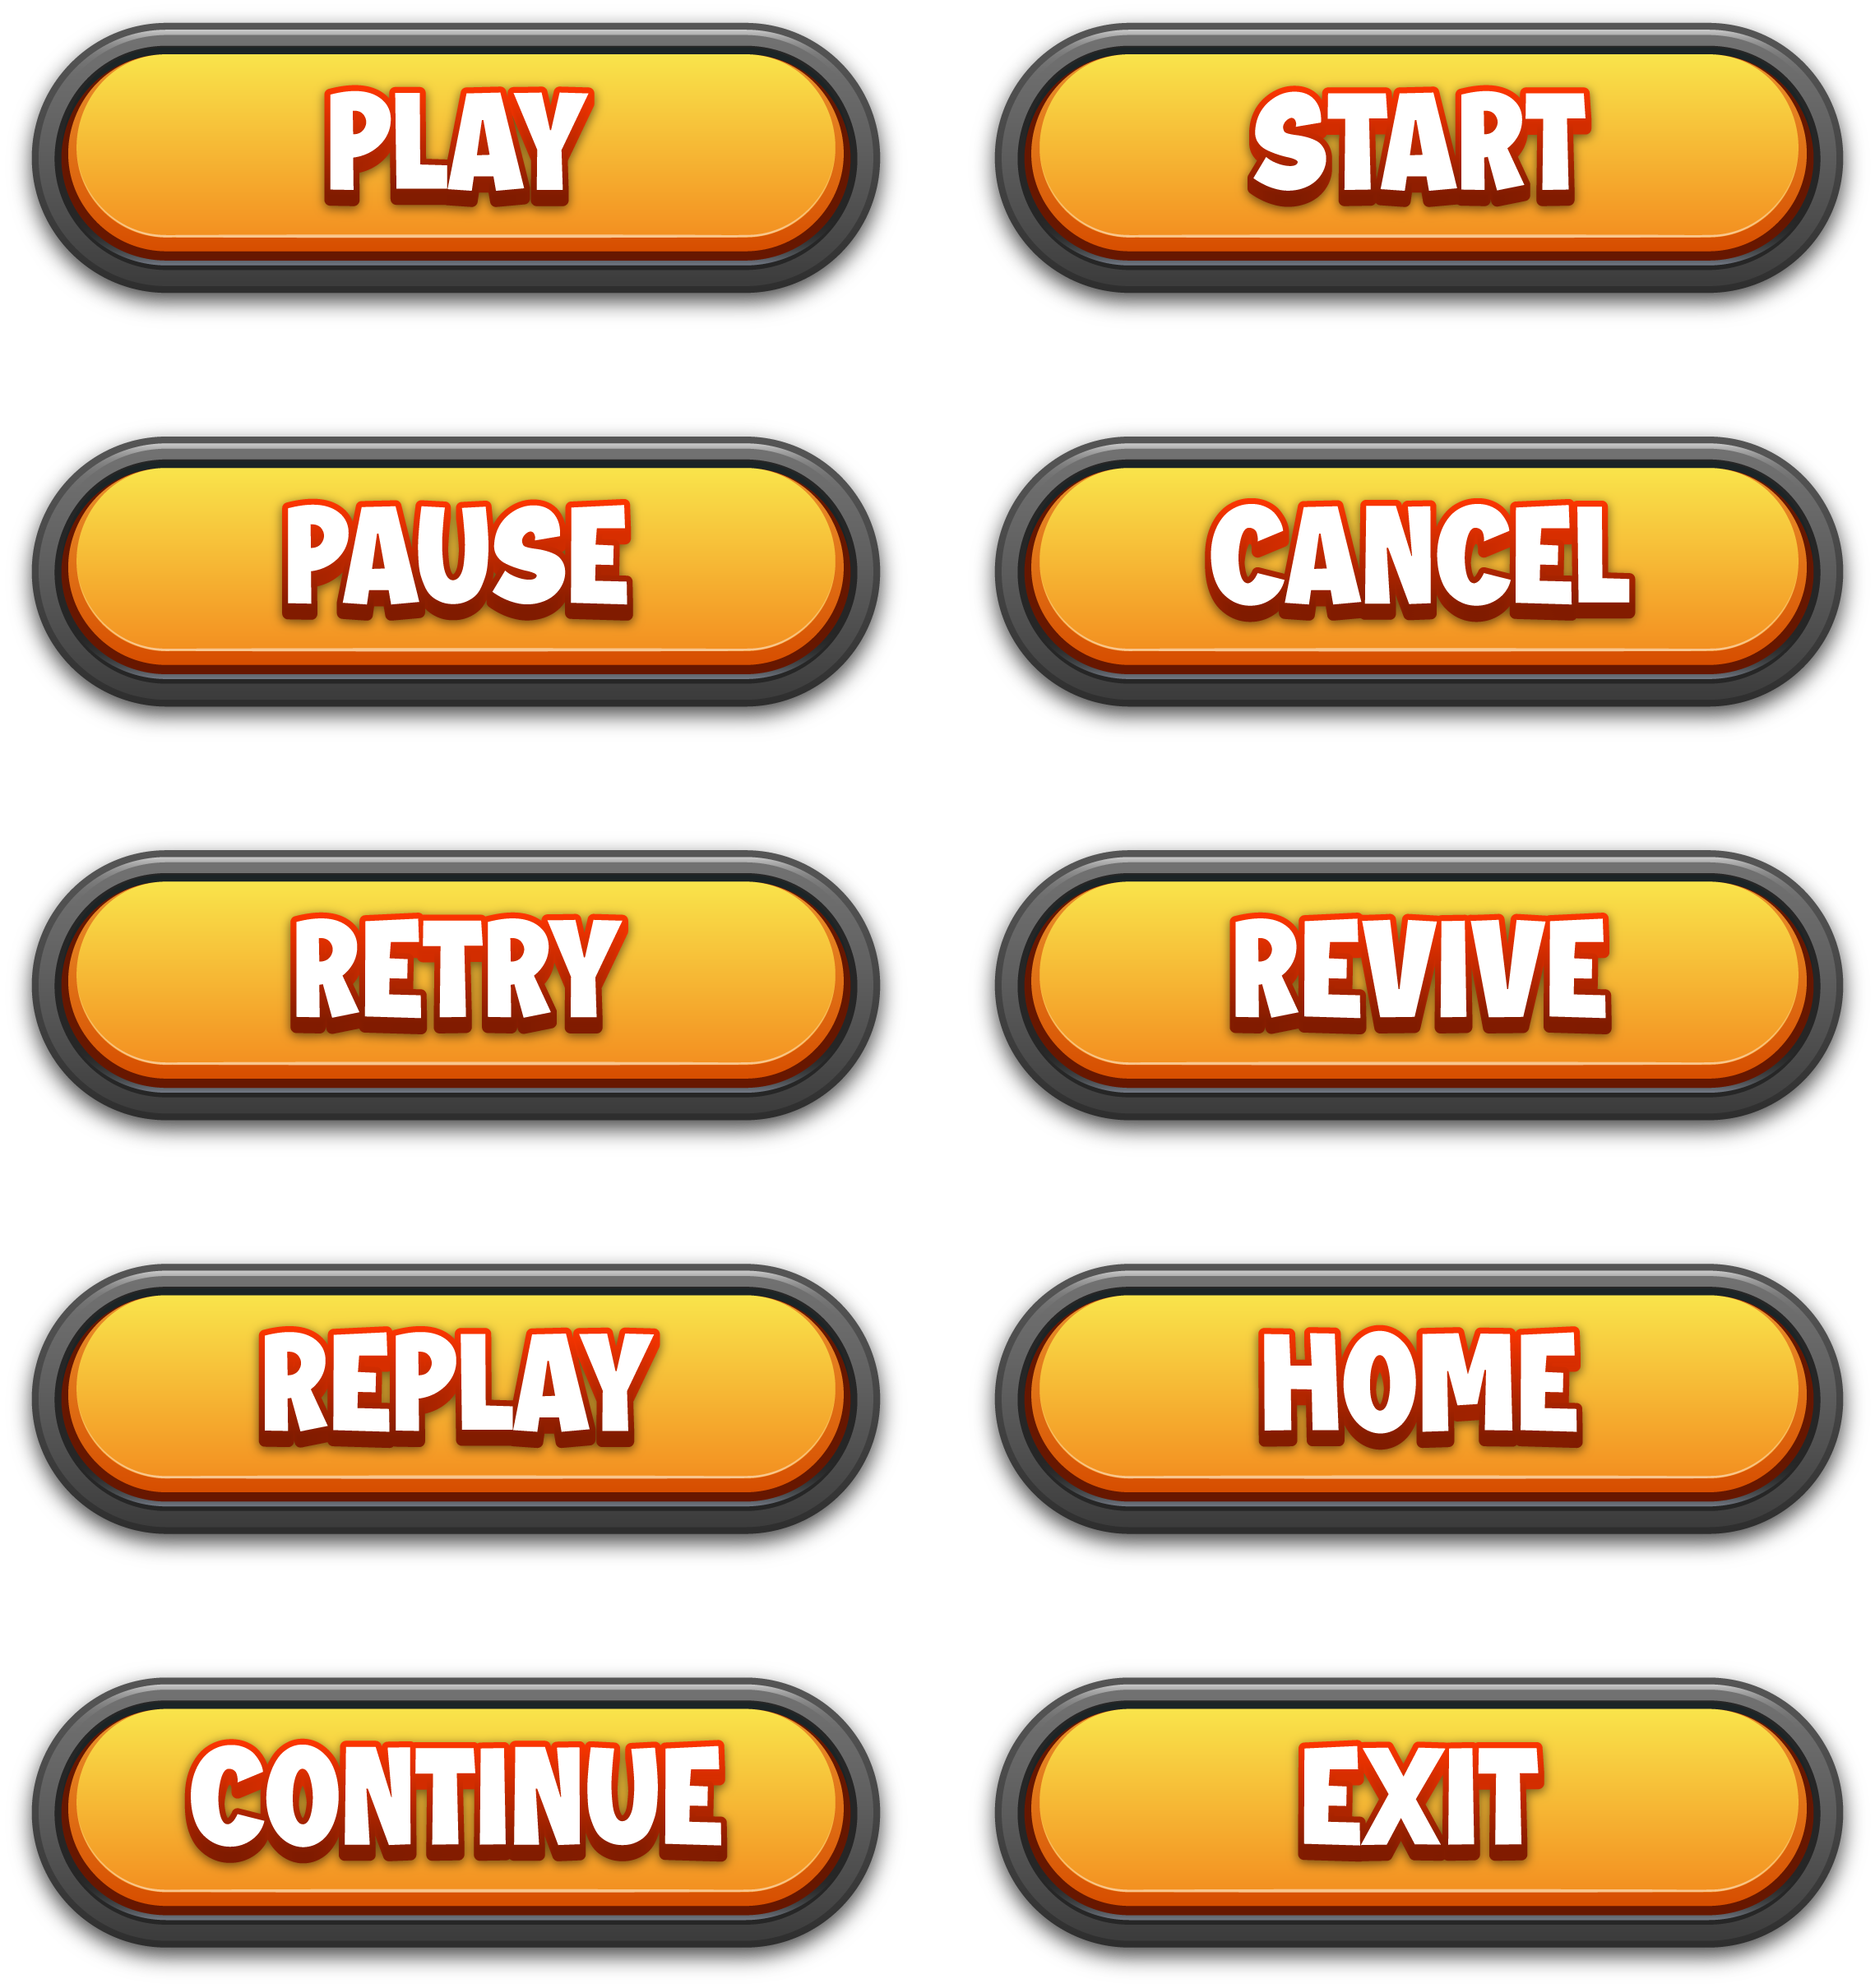 PLAY
START
PAUSE
CANCEL
RETRY
REVIVE
REPLAY
HOME
CONTINUE
EXIT